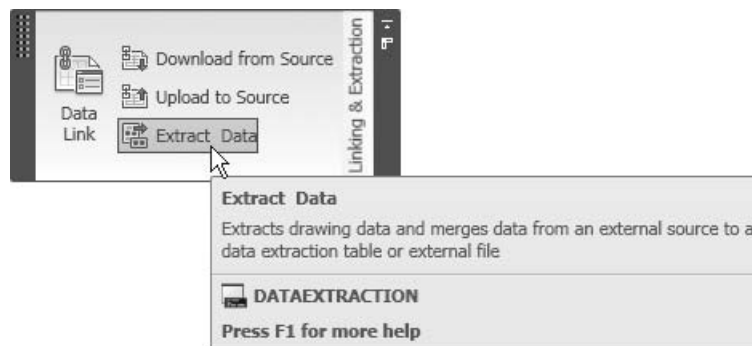 Download from Source
Upload to Source
Data
Link
Extract Data
Linking & Extraction
Extract Data
Extracts drawing data and merges data from an external source to a
data extraction table or external file
DATAEXTRACTION
Press F1 for more help